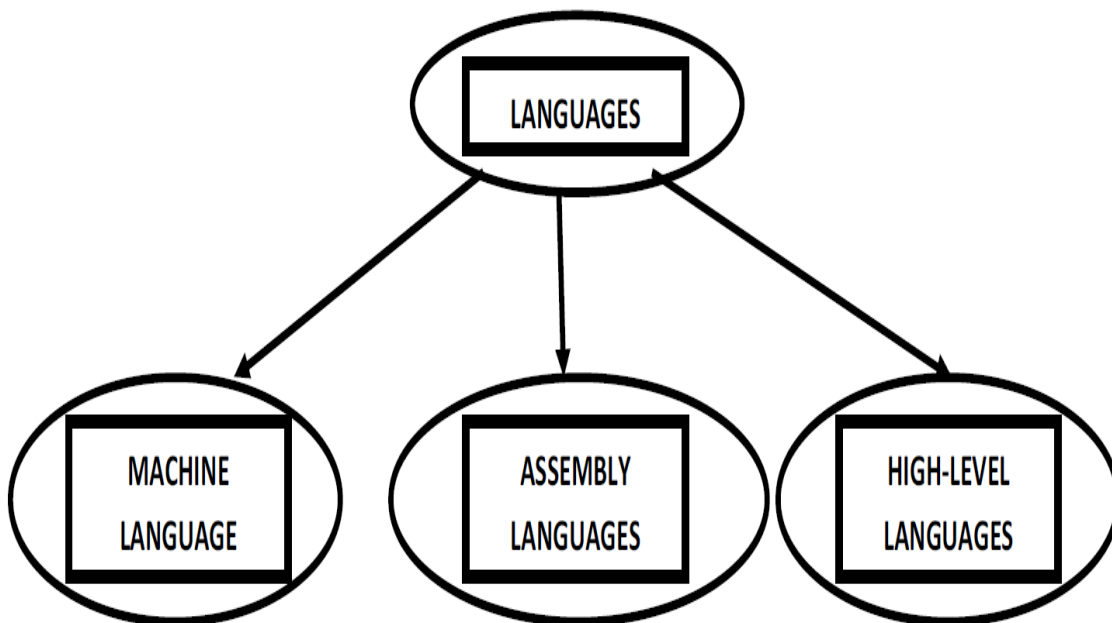 LANGUAGES
MACHINE
LANGUAGE
ASSEMBLY
LANGUAGES
HIGH-LEVEL
LANGUAGES